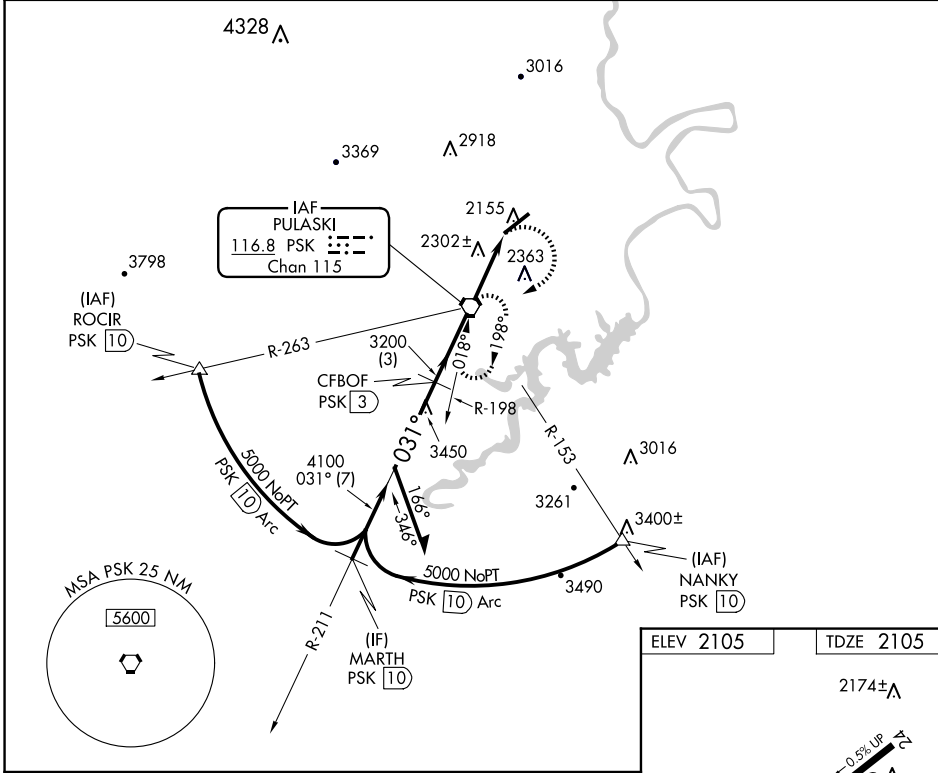 4328
3016
2918
3369
IAF
PULASKI
116.8 PSK
Chan 115
2155
2302±
2363
3798
(IAF)
ROCIR
PSK 10
R-263
3200
(3)
018°
198°
CFBOF
PSK 3
R-198
031°
3450
R-153
3016
3261
3400±
4100
031° (7)
166°
346°
5000 NoPT
PSK 10 Arc
5000 NoPT
PSK 10 Arc
3490
(IAF)
NANKY
PSK 10
MSA PSK 25 NM
5600
R-211
(IF)
MARTH
PSK 10
ELEV 2105
TDZE 2105
2174±
0.5% UP
24